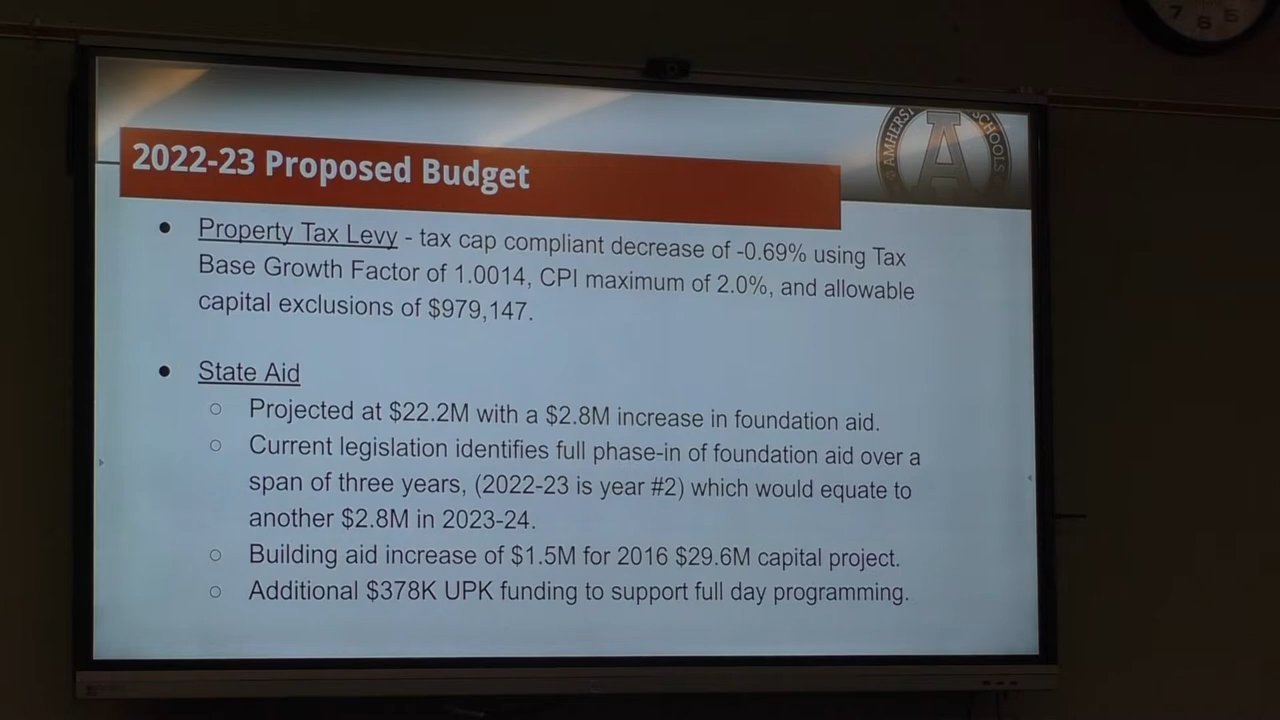 AMHERST
SCHOOLS
A
2022-23 Proposed Budget
● Property Tax Levy - tax cap compliant decrease of -0.69% using Tax
Base Growth Factor of 1.0014, CPI maximum of 2.0%, and allowable
capital exclusions of $979,147.
● State Aid
○ Projected at $22.2M with a $2.8M increase in foundation aid.
○ Current legislation identifies full phase-in of foundation aid over a
span of three years, (2022-23 is year #2) which would equate to
another $2.8M in 2023-24.
○ Building aid increase of $1.5M for 2016 $29.6M capital project.
○ Additional $378K UPK funding to support full day programming.
7 6 5